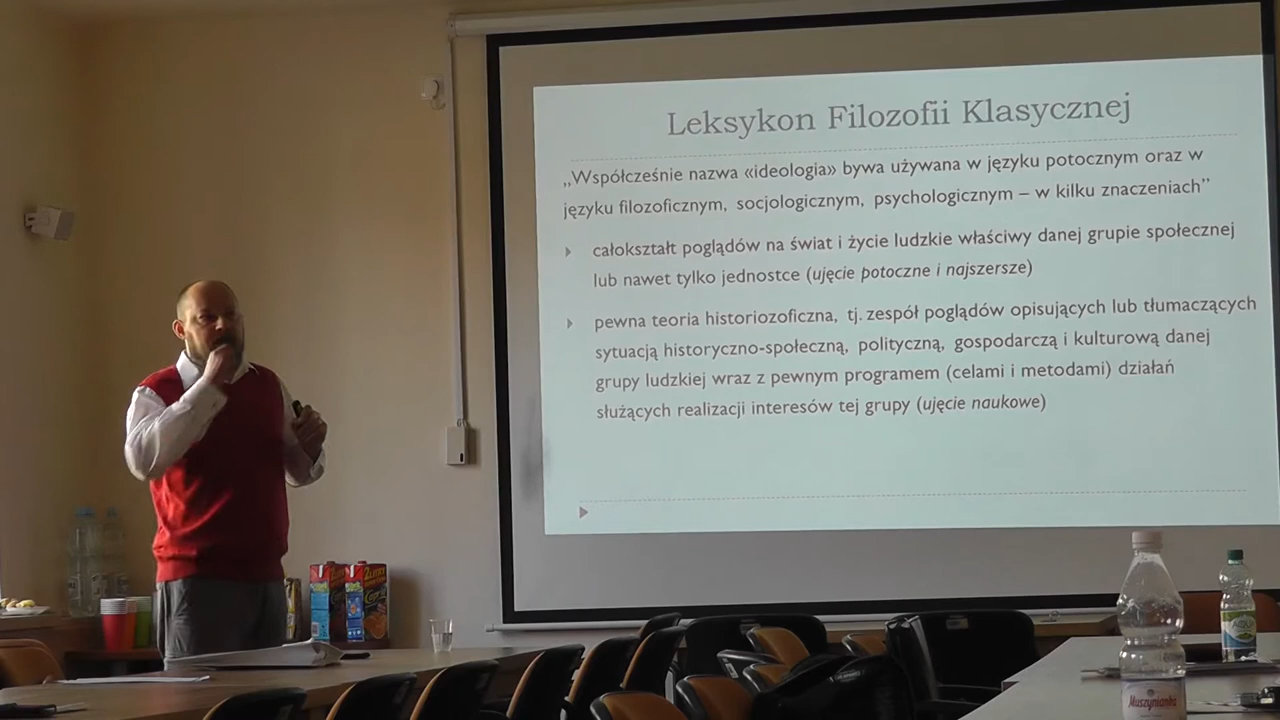 Leksykon Filozofii Klasycznej
„Współcześnie nazwa «ideologia» bywa używana w języku potocznym oraz w
języku filozoficznym, socjologicznym, psychologicznym – w kilku znaczeniach”
całokształt poglądów na świat i życie ludzkie właściwy danej grupie społecznej
lub nawet tylko jednostce (ujęcie potoczne i najszersze)
pewna teoria historiozoficzna, tj. zespół poglądów opisujących lub tłumaczących
sytuacją historyczno-społeczną, polityczną, gospodarczą i kulturową danej
grupy ludzkiej wraz z pewnym programem (celami i metodami) działań
służących realizacji interesów tej grupy (ujęcie naukowe)
Muszynianka